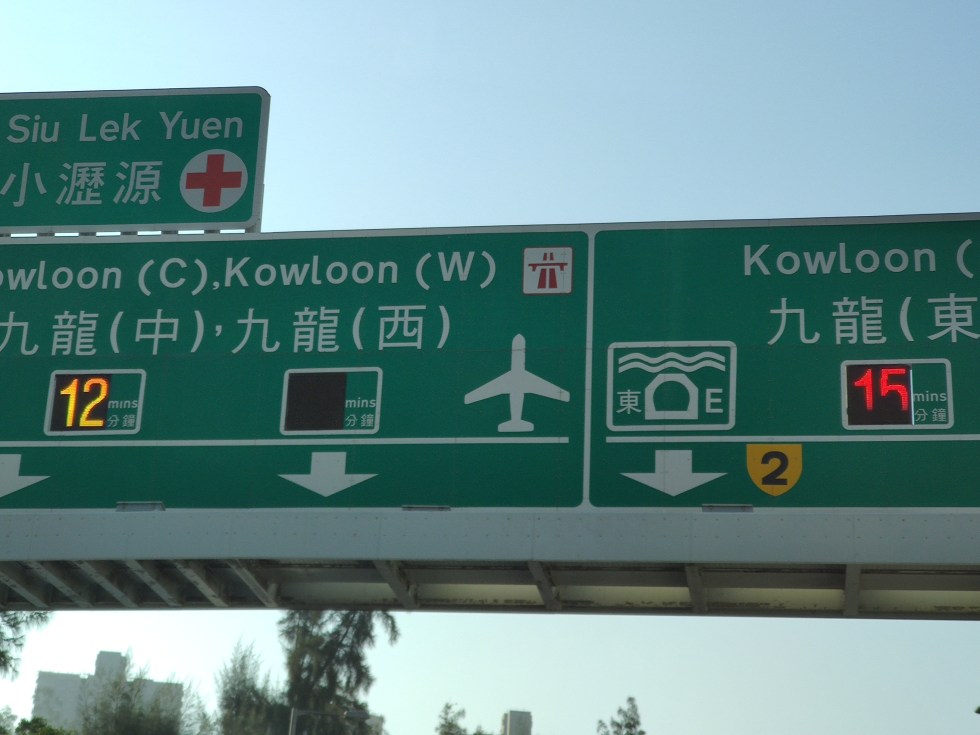 Siu Lek Yuen
小瀝源
owloon (C), Kowloon (W)
九龍(中), 九龍(西)
12 mins
分鐘
mins
分鐘
Kowloon (
九龍(東
東 E
15 mins
分鐘
2